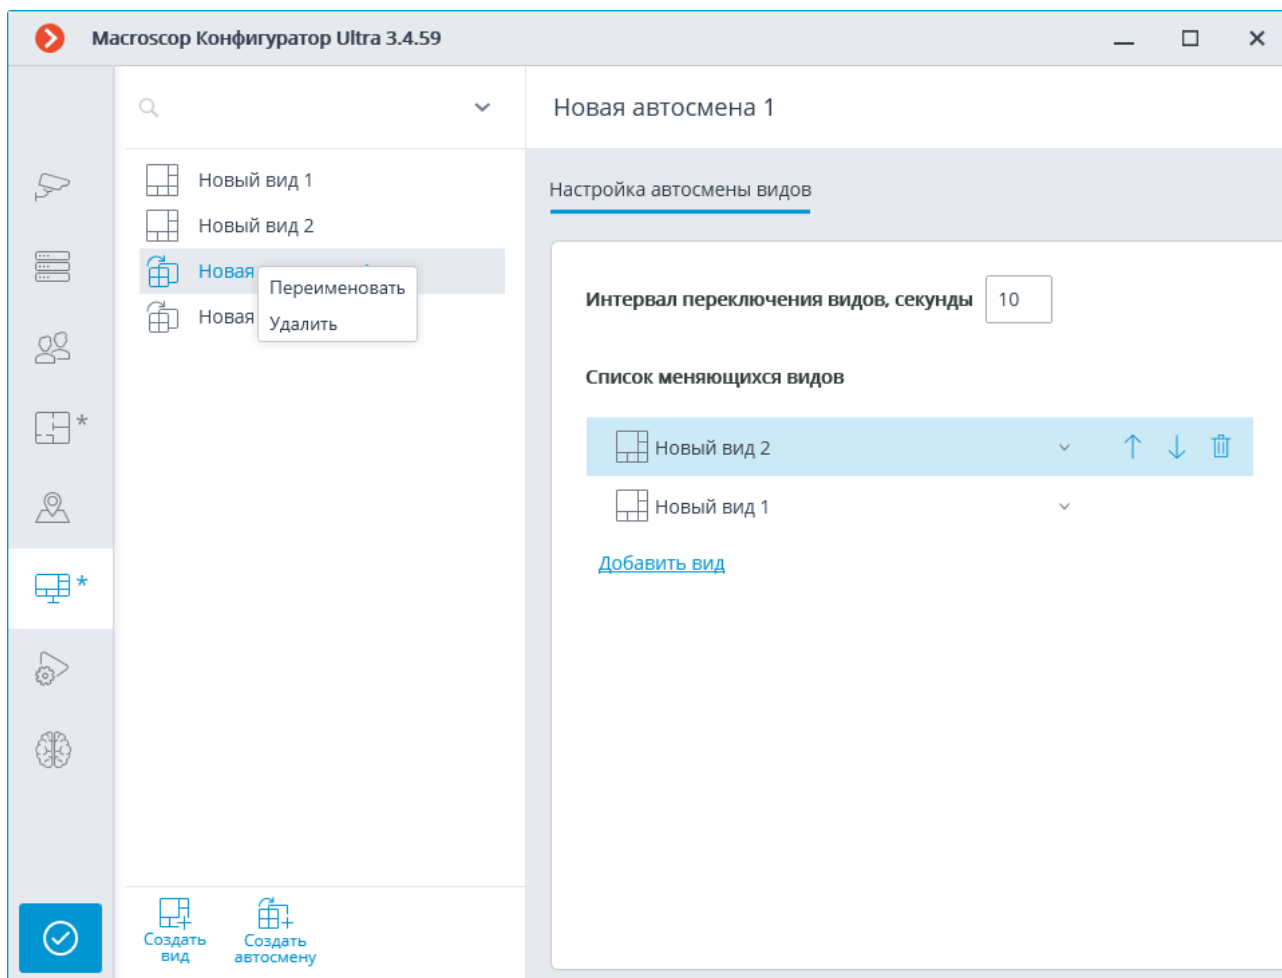 Macroscop Конфигуратор Ultra 3.4.59
Новый вид 1
Новый вид 2
Новая
Новая
Переименовать
Удалить
Создать
вид
Создать
автосмену
Новая автосмена 1
Настройка автосмены видов
Интервал переключения видов, секунды 10
Список меняющихся видов
Новый вид 2
Новый вид 1
Добавить вид
*
*